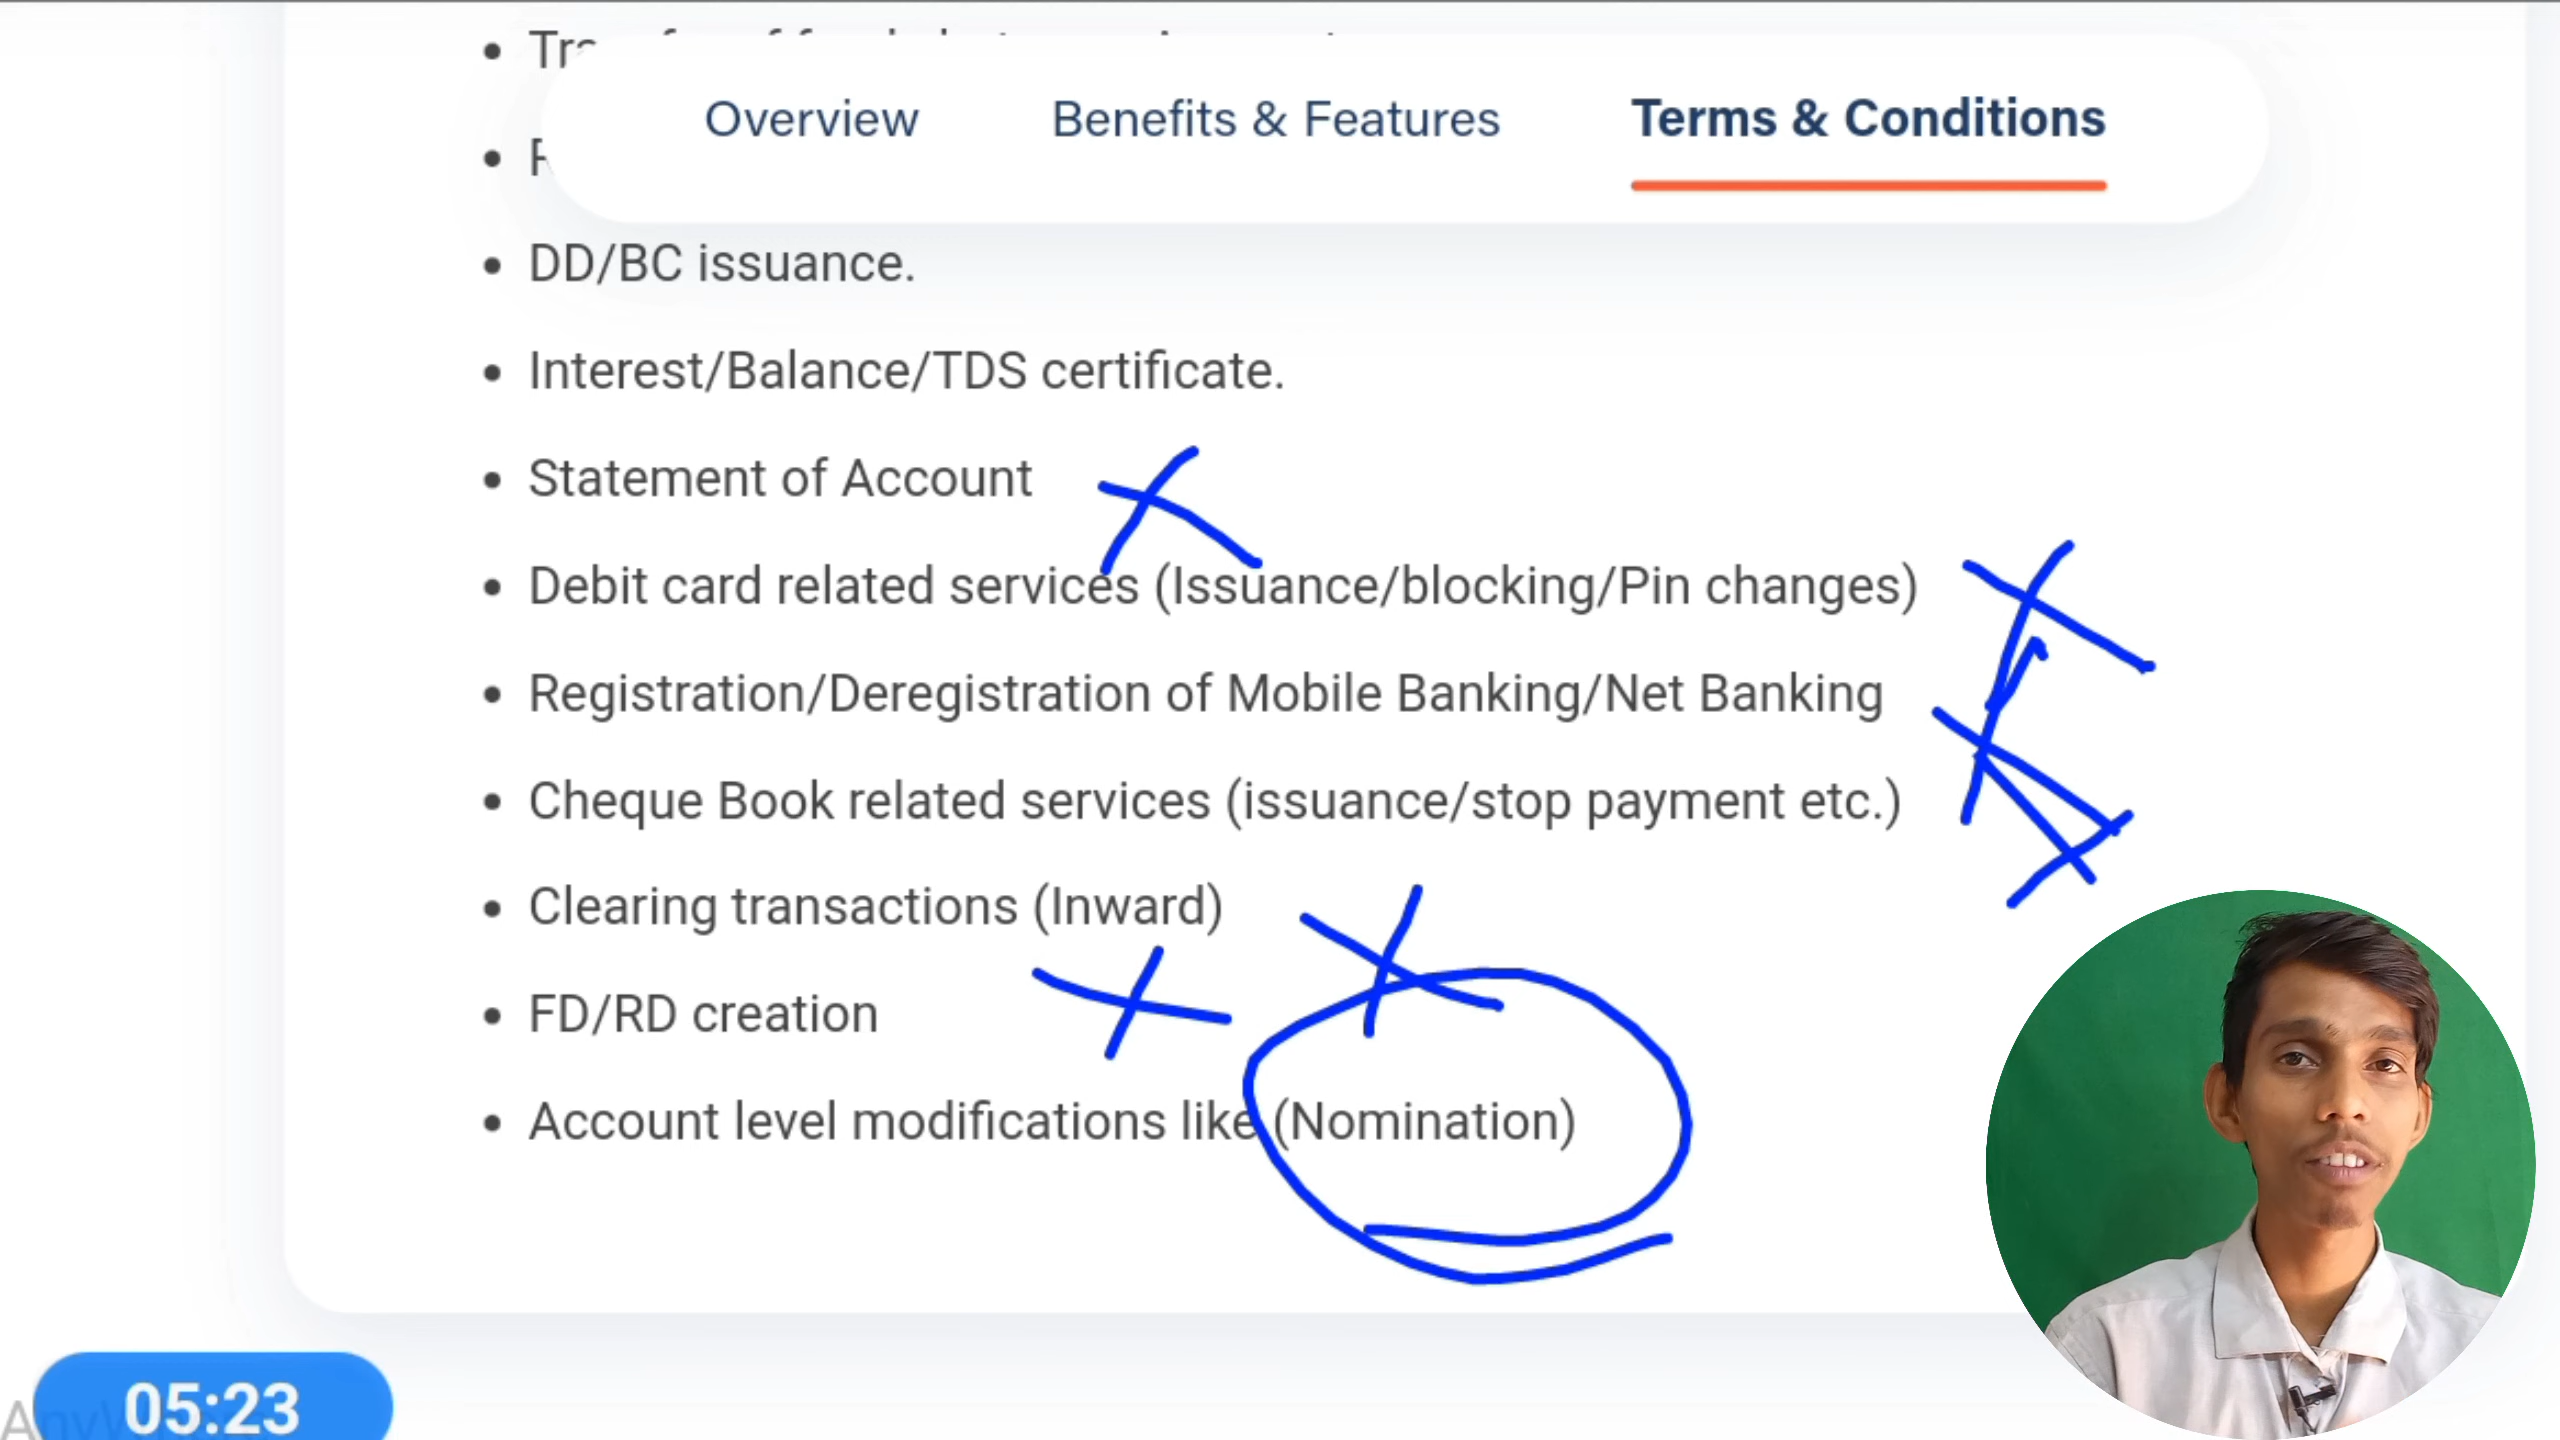 Overview Benefits & Features Terms & Conditions
DD/BC issuance.
Interest/Balance/TDS certificate.
Statement of Account
Debit card related services (Issuance/blocking/Pin changes)
Registration/Deregistration of Mobile Banking/Net Banking
Cheque Book related services (issuance/stop payment etc.)
Clearing transactions (Inward)
FD/RD creation
Account level modifications like (Nomination)
05:23